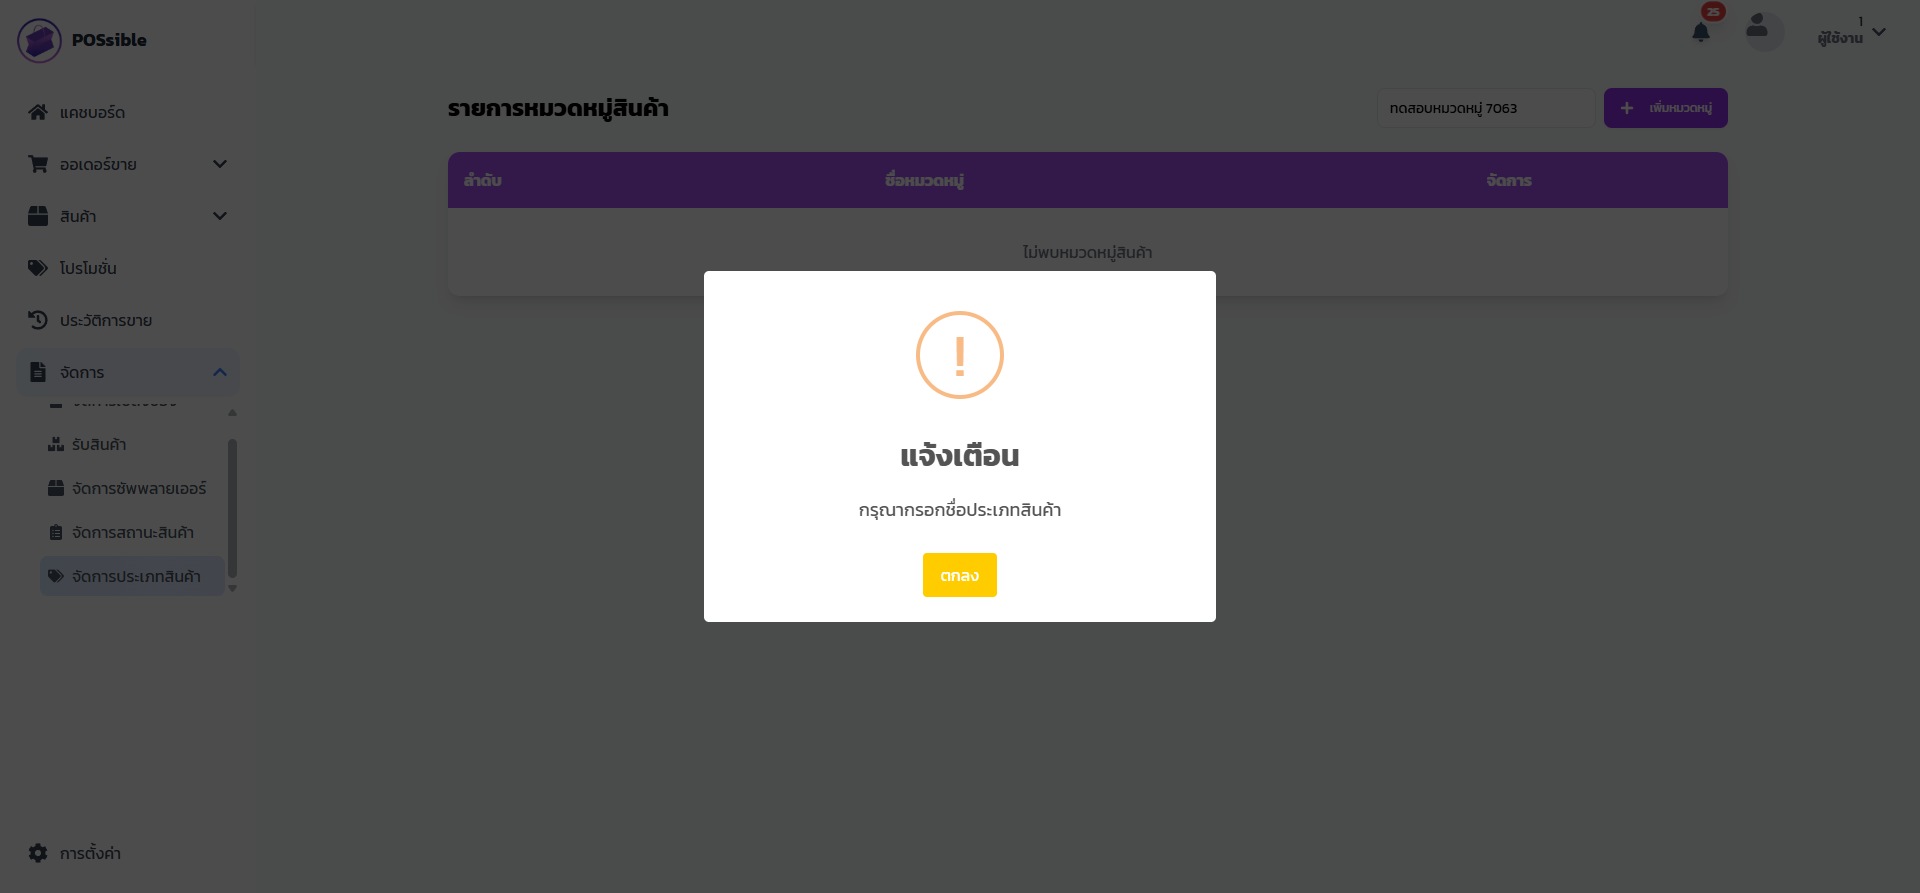 POSsible
25
1
ผู้ใช้งาน
แคชบอร์ด
ออเดอร์ขาย
สินค้า
โปรโมชั่น
ประวัติการขาย
จัดการ
รับสินค้า
จัดการซัพพลายเออร์
จัดการสถานะสินค้า
จัดการประเภทสินค้า
การตั้งค่า
รายการหมวดหมู่สินค้า
ทดสอบหมวดหมู่ 7063
เพิ่มหมวดหมู่
ลำดับ ชื่อหมวดหมู่ จัดการ
ไม่พบหมวดหมู่สินค้า
!
แจ้งเตือน
กรุณากรอกชื่อประเภทสินค้า
ตกลง